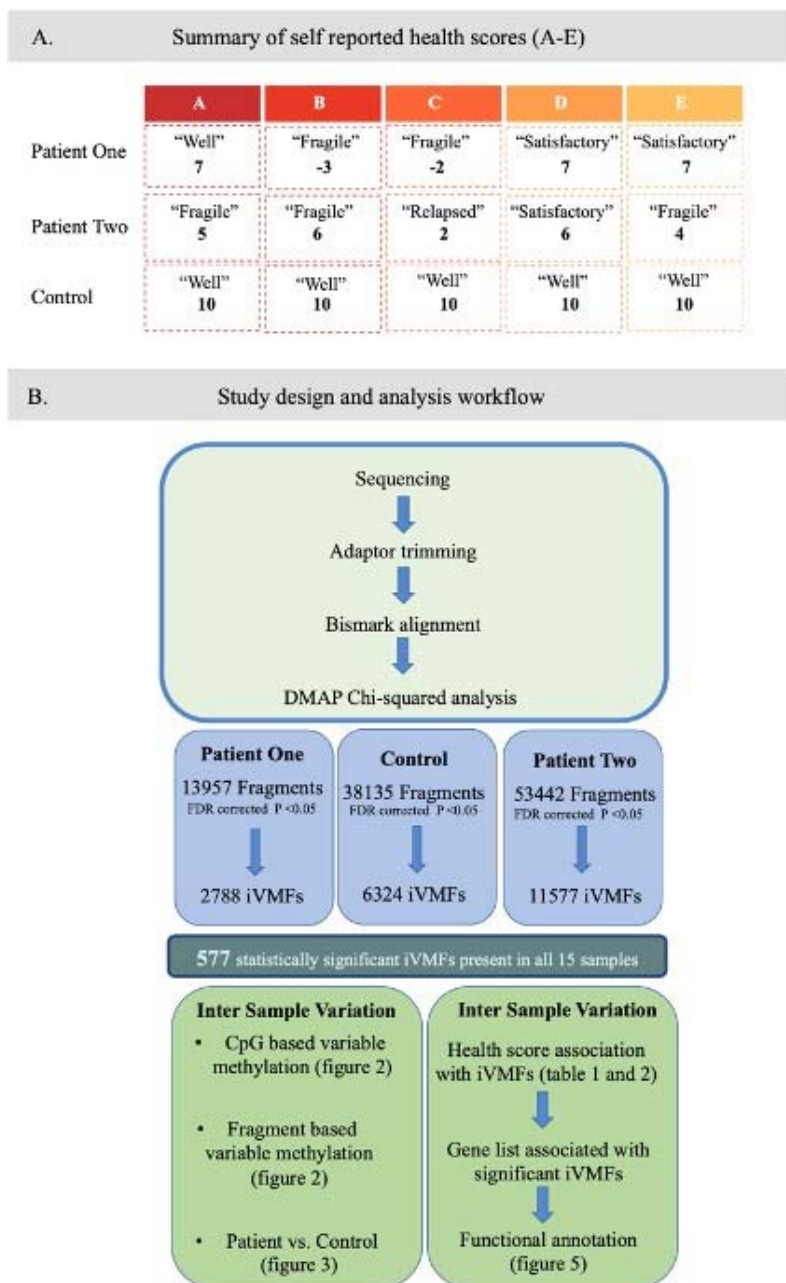 A. Summary of self reported health scores (A-E)
A B C D E
Patient One
"Well" "Fragile" "Fragile" "Satisfactory" "Satisfactory"
7 -3 -2 7 7
Patient Two
"Fragile" "Fragile" "Relapsed" "Satisfactory" "Fragile"
5 6 2 6 4
Control
"Well" "Well" "Well" "Well" "Well"
10 10 10 10 10
B. Study design and analysis workflow
Sequencing
Adaptor trimming
Bismark alignment
DMAP Chi-squared analysis
Patient One
13957 Fragments
FDR corrected P <0.05
2788 iVMFs
Control
38135 Fragments
FDR corrected P <0.05
6324 iVMFs
Patient Two
53442 Fragments
FDR corrected P <0.05
11577 iVMFs
577 statistically significant iVMFs present in all 15 samples
Inter Sample Variation
• CpG based variable
methylation (figure 2)
• Fragment based
variable methylation
(figure 2)
• Patient vs. Control
(figure 3)
Inter Sample Variation
Health score association
with iVMFs (table 1 and 2)
Gene list associated with
significant iVMFs
Functional annotation
(figure 5)